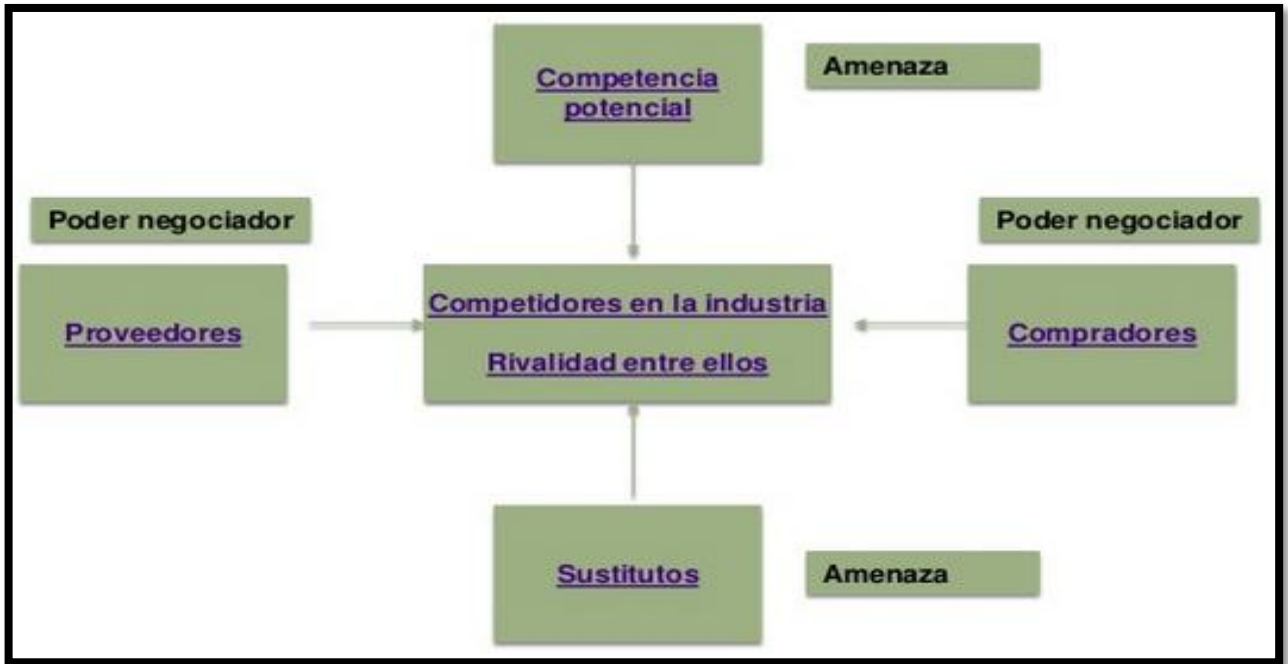 Competencia
potencial
Amenaza
Poder negociador
Poder negociador
Proveedores
Competidores en la industria
Rivalidad entre ellos
Compradores
Sustitutos
Amenaza